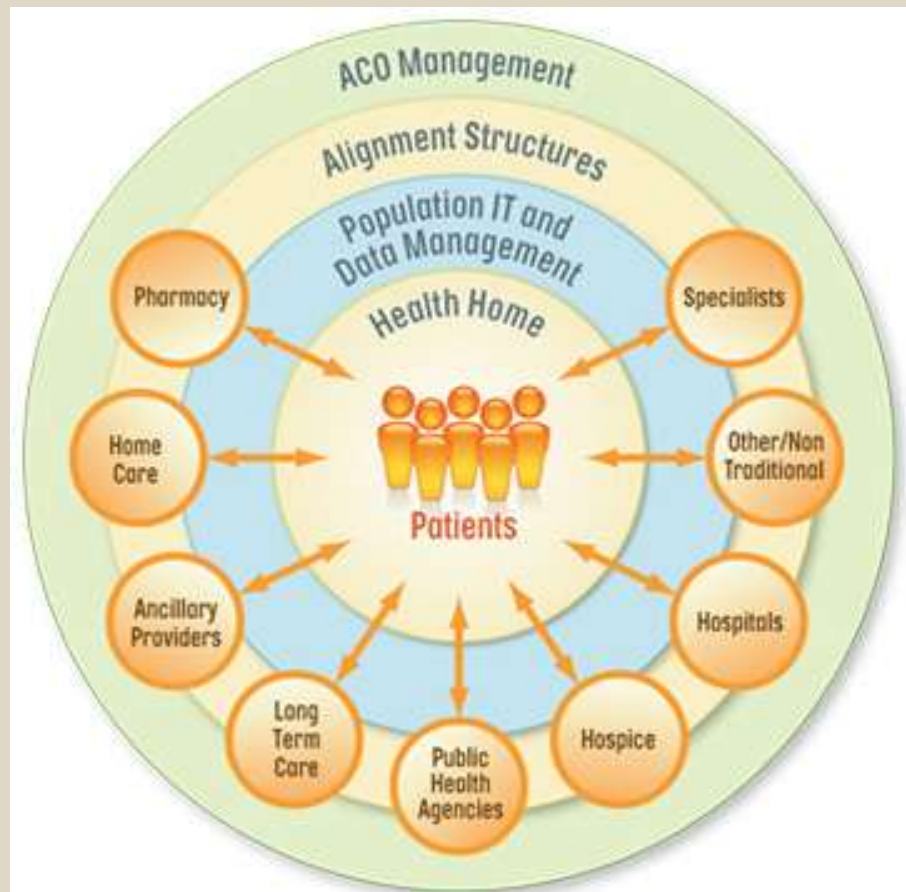 ACO Management
Alignment Structures
Population IT and
Data Management
Health Home
Pharmacy
Specialists
Home
Care
Other/Non
Traditional
Patients
Ancillary
Providers
Hospitals
Long
Term
Care
Hospice
Public
Health
Agencies